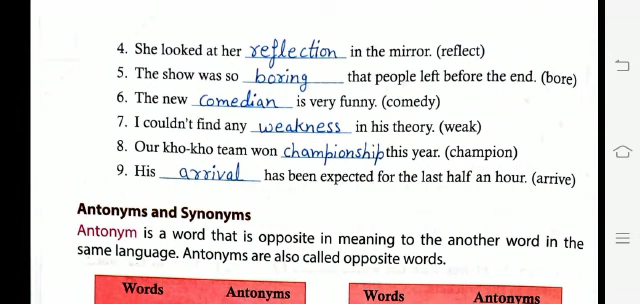 4. She looked at her reflection in the mirror. (reflect)
5. The show was so boring that people left before the end. (bore)
6. The new comedian is very funny. (comedy)
7. I couldn't find any weakness in his theory. (weak)
8. Our kho-kho team won championship this year. (champion)
9. His arrival has been expected for the last half an hour. (arrive)
Antonyms and Synonyms
Antonym is a word that is opposite in meaning to the another word in the
same language. Antonyms are also called opposite words.
Words Antonyms Words Antonyms